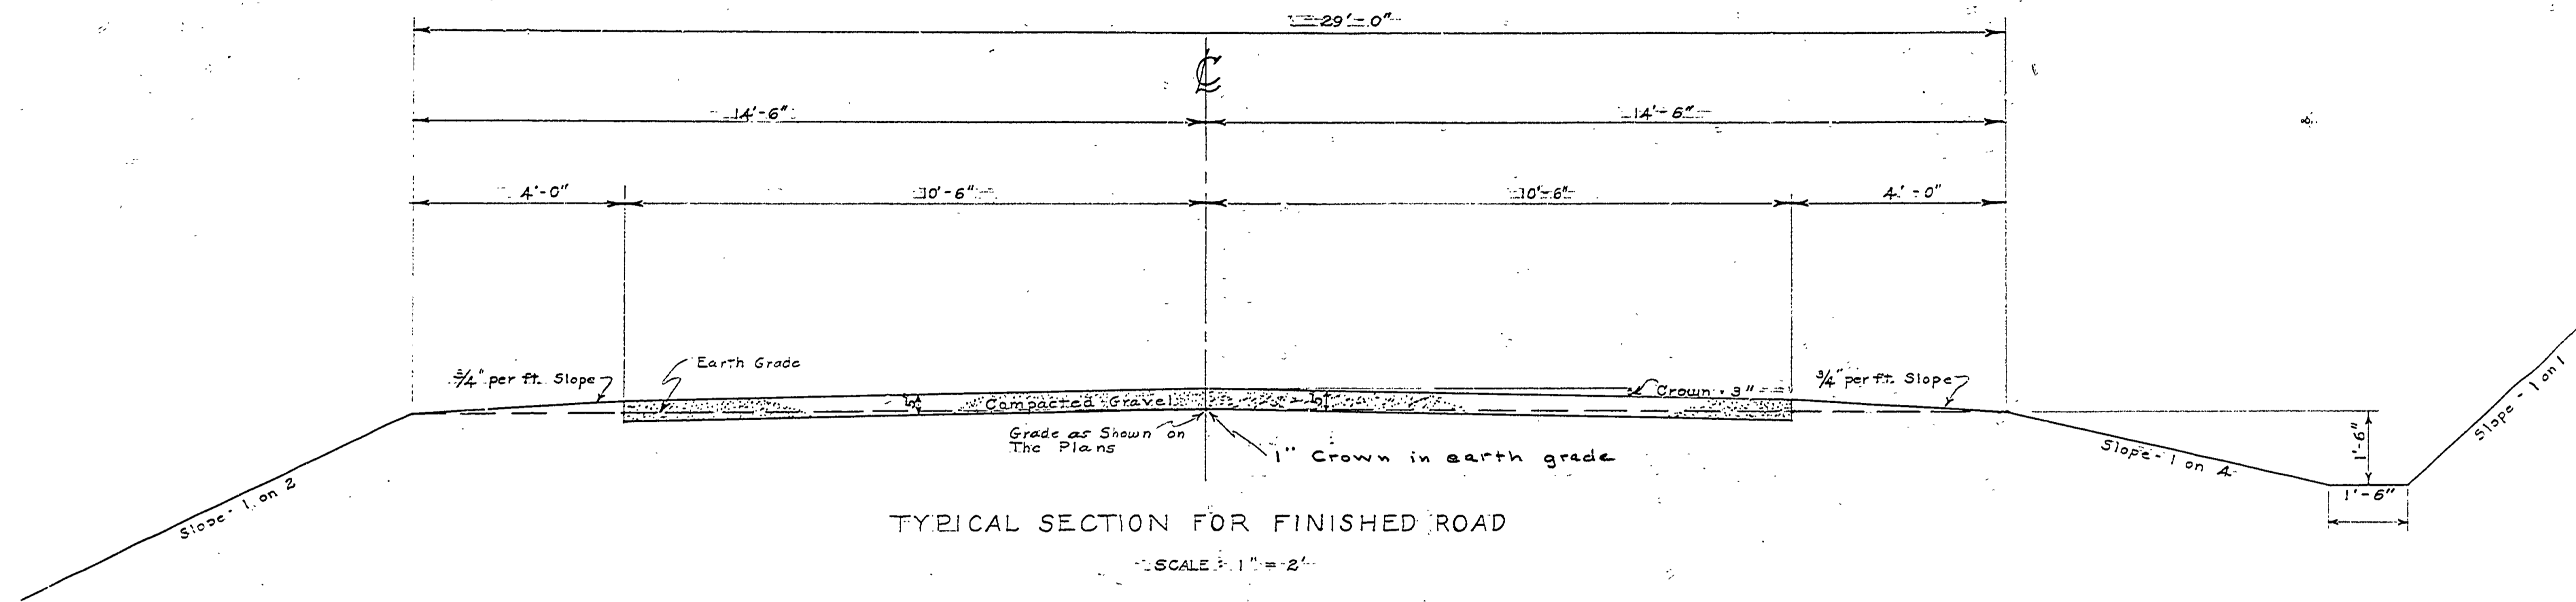 29'-0"
℄
14'-6"
14'-6"
4'-0"
10'-6"
10'-6"
4'-0"
Earth Grade
3/4" per ft. Slope
3/4" per ft. Slope
Crown - 3"
5"
Compacted Gravel
5"
Grade as Shown on
The Plans
1" Crown in earth grade
Slope - 1 on 2
Slope - 1 on 4
1'-6"
1'-6"
Slope - 1 on 1
TYPICAL SECTION FOR FINISHED ROAD
SCALE : 1" = 2'